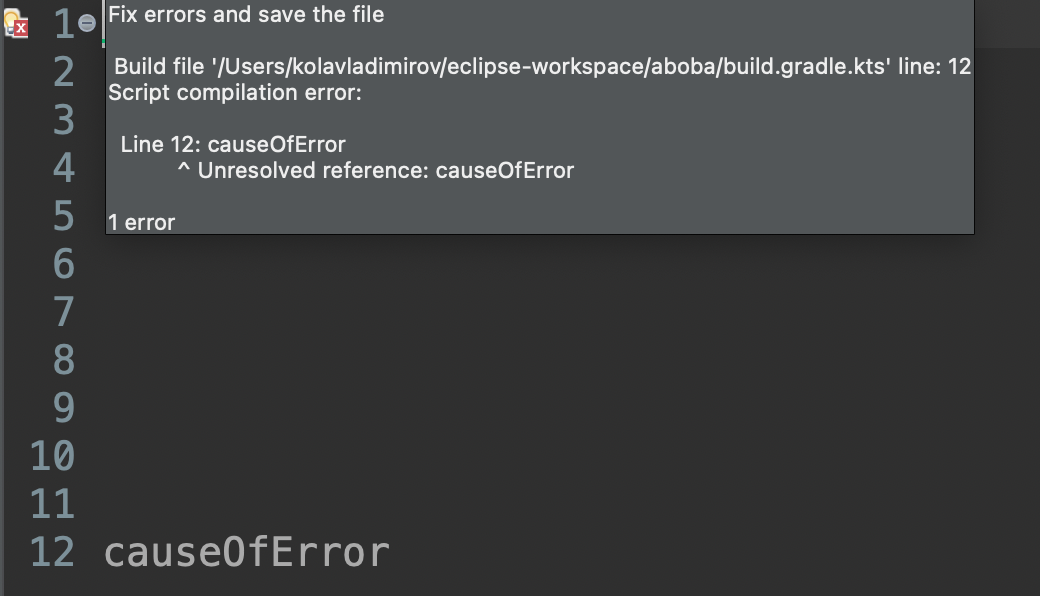 1
Fix errors and save the file
Build file '/Users/kolavladimirov/eclipse-workspace/aboba/build.gradle.kts' line: 12
Script compilation error:
Line 12: causeOfError
^ Unresolved reference: causeOfError
1 error
2
3
4
5
6
7
8
9
10
11
12 causeOfError